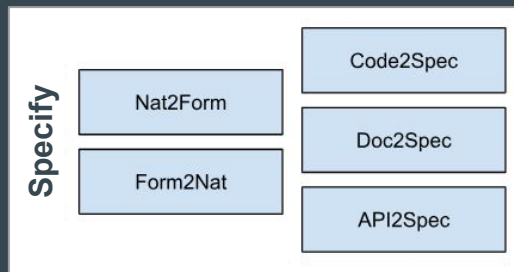 Specify
Nat2Form
Form2Nat
Code2Spec
Doc2Spec
API2Spec